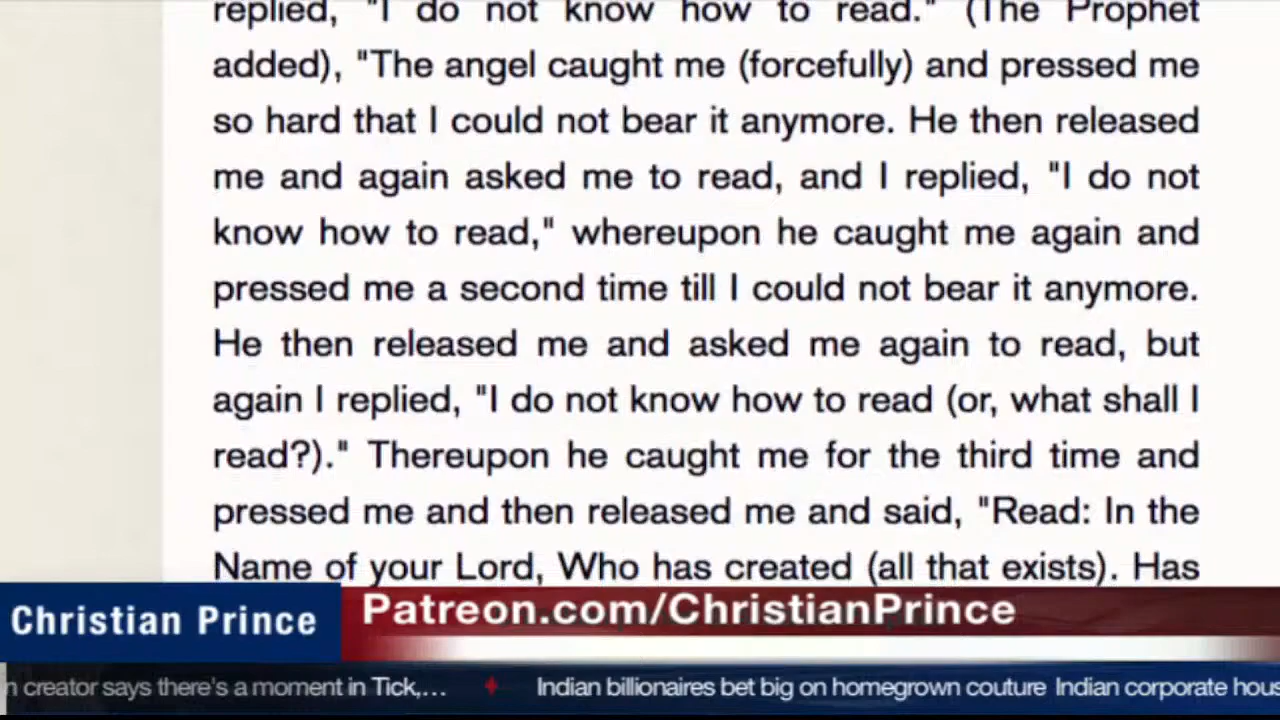 replied, "I do not know how to read." (The Prophet
added), "The angel caught me (forcefully) and pressed me
so hard that I could not bear it anymore. He then released
me and again asked me to read, and I replied, "I do not
know how to read," whereupon he caught me again and
pressed me a second time till I could not bear it anymore.
He then released me and asked me again to read, but
again I replied, "I do not know how to read (or, what shall I
read?)." Thereupon he caught me for the third time and
pressed me and then released me and said, "Read: In the
Name of your Lord, Who has created (all that exists). Has
Christian Prince
Patreon.com/ChristianPrince
n creator says there's a moment in Tick,... Indian billionaires bet big on homegrown couture Indian corporate hous